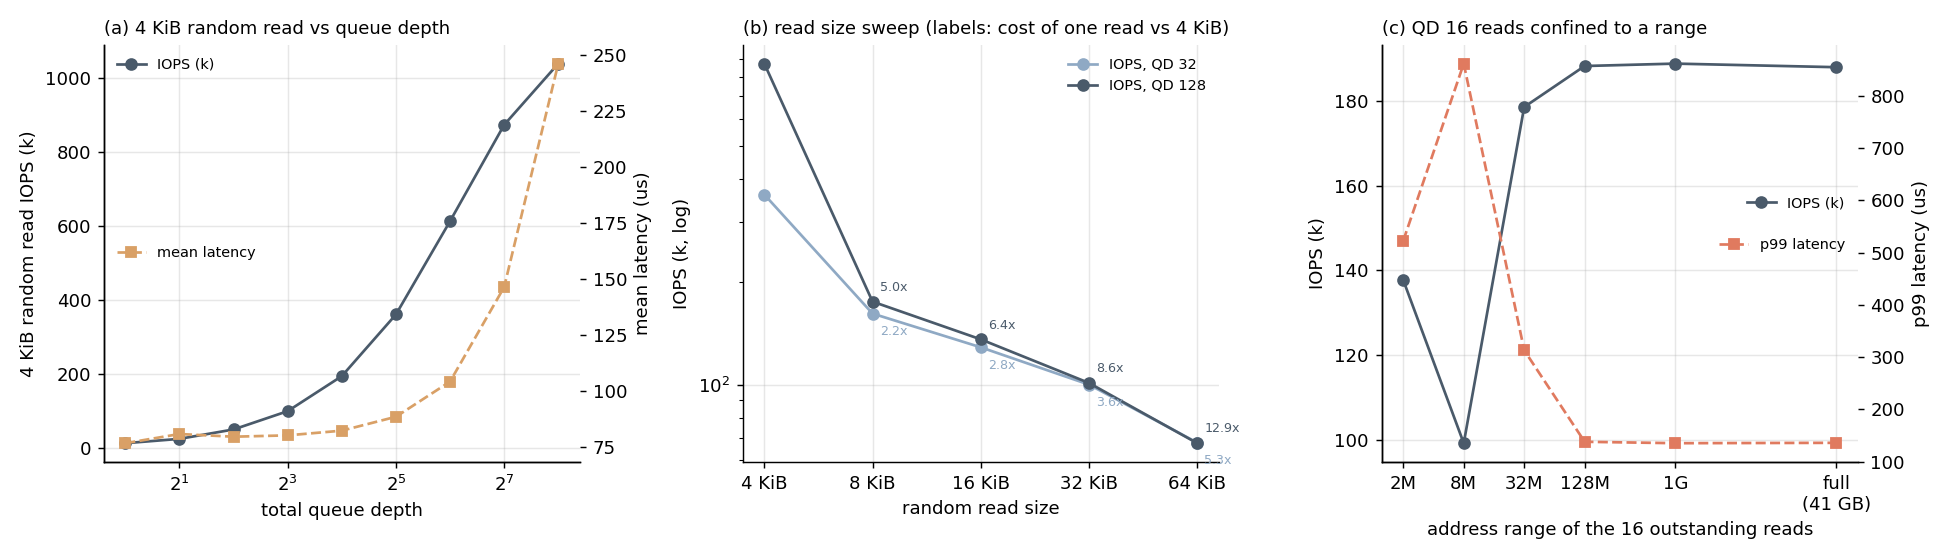 (a) 4 KiB random read vs queue depth
4 KiB random read IOPS (k)
1000
800
600
400
200
0
IOPS (k)
mean latency
250
225
200
175
150
125
100
75
mean latency (us)
2^1
2^3
2^5
2^7
total queue depth
(b) read size sweep (labels: cost of one read vs 4 KiB)
IOPS (k, log)
10^2
IOPS, QD 32
IOPS, QD 128
5.0x
2.2x
6.4x
2.8x
8.6x
3.6x
12.9x
5.3x
4 KiB
8 KiB
16 KiB
32 KiB
64 KiB
random read size
(c) QD 16 reads confined to a range
IOPS (k)
180
160
140
120
100
IOPS (k)
p99 latency
800
700
600
500
400
300
200
100
p99 latency (us)
2M
8M
32M
128M
1G
full
(41 GB)
address range of the 16 outstanding reads